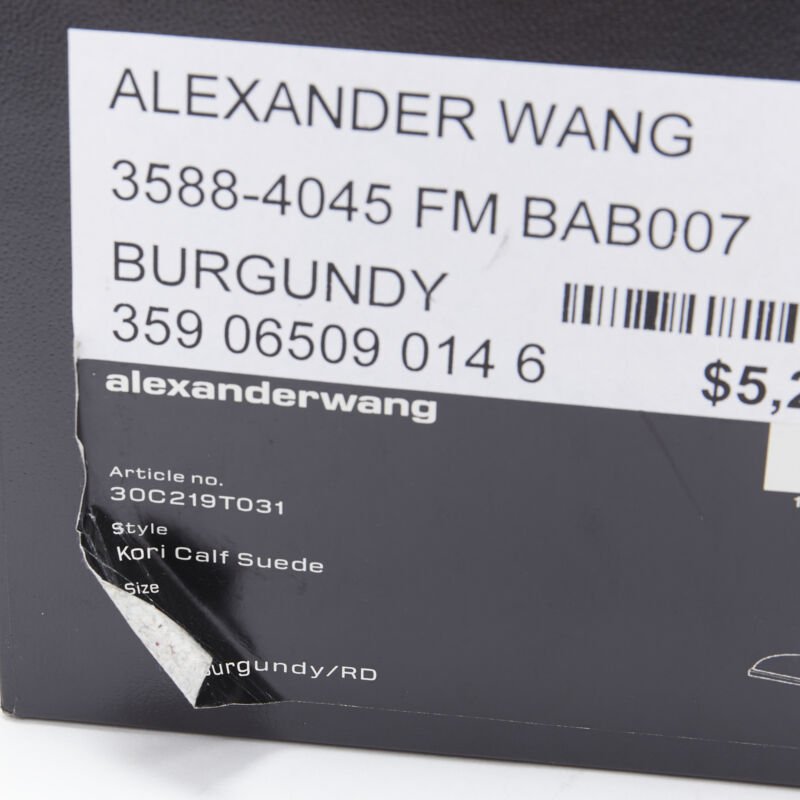 ALEXANDER WANG
3588-4045 FM BAB007
BURGUNDY
359 06509 014 6
$5,2
alexanderwang
Article no.
30C219T031
Style
Kori Calf Suede
Size
urgundy/RD